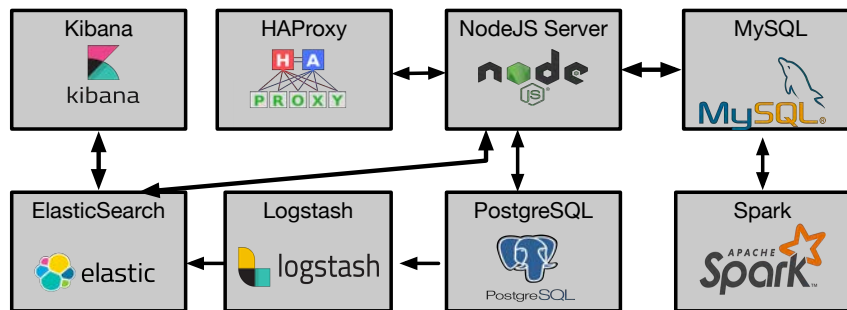 Kibana
kibana
HAProxy
H A
PROXY
NodeJS Server
node
JS
MySQL
MySQL
ElasticSearch
elastic
Logstash
logstash
PostgreSQL
PostgreSQL
Spark
APACHE
Spark